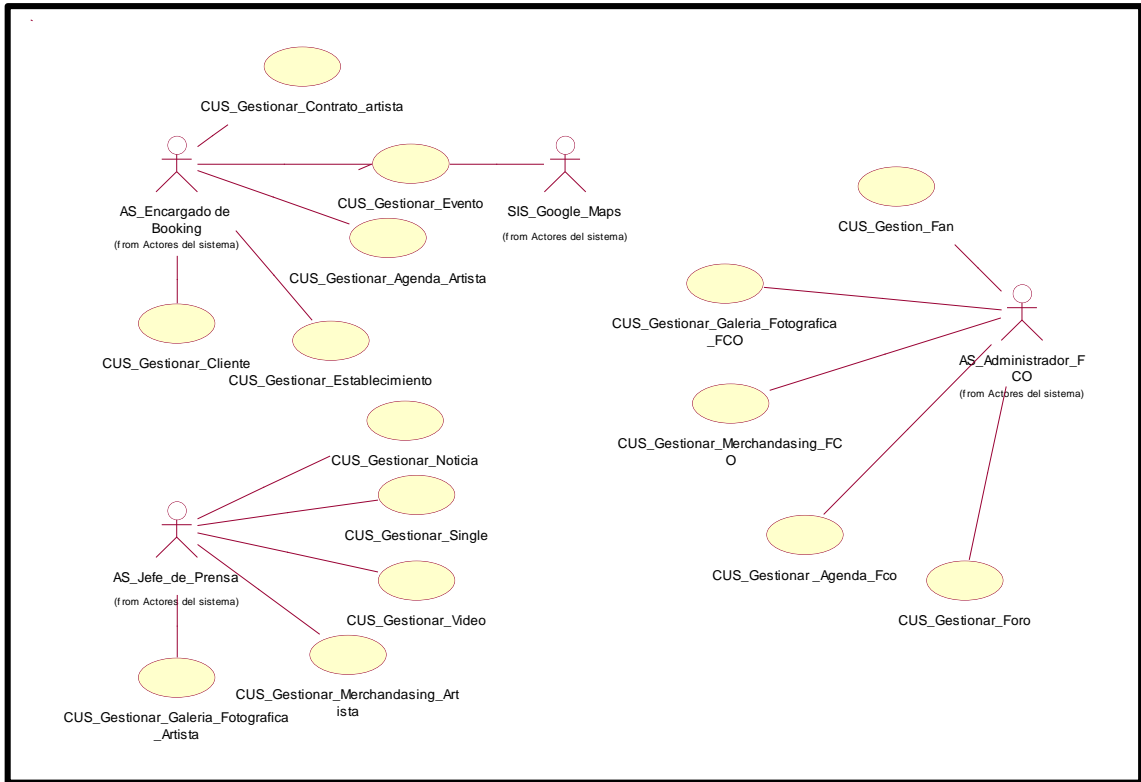 CUS_Gestionar_Contrato_artista
AS_Encargado de
Booking
(from Actores del sistema)
CUS_Gestionar_Evento
SIS_Google_Maps
(from Actores del sistema)
CUS_Gestionar_Agenda_Artista
CUS_Gestionar_Cliente
CUS_Gestionar_Establecimiento
CUS_Gestion_Fan
CUS_Gestionar_Galeria_Fotografica
_FCO
AS_Administrador_F
CO
(from Actores del sistema)
CUS_Gestionar_Merchandasing_FC
O
CUS_Gestionar_Agenda_Fco
CUS_Gestionar_Foro
CUS_Gestionar_Noticia
CUS_Gestionar_Single
AS_Jefe_de_Prensa
(from Actores del sistema)
CUS_Gestionar_Video
CUS_Gestionar_Merchandasing_Art
ista
CUS_Gestionar_Galeria_Fotografica
_Artista